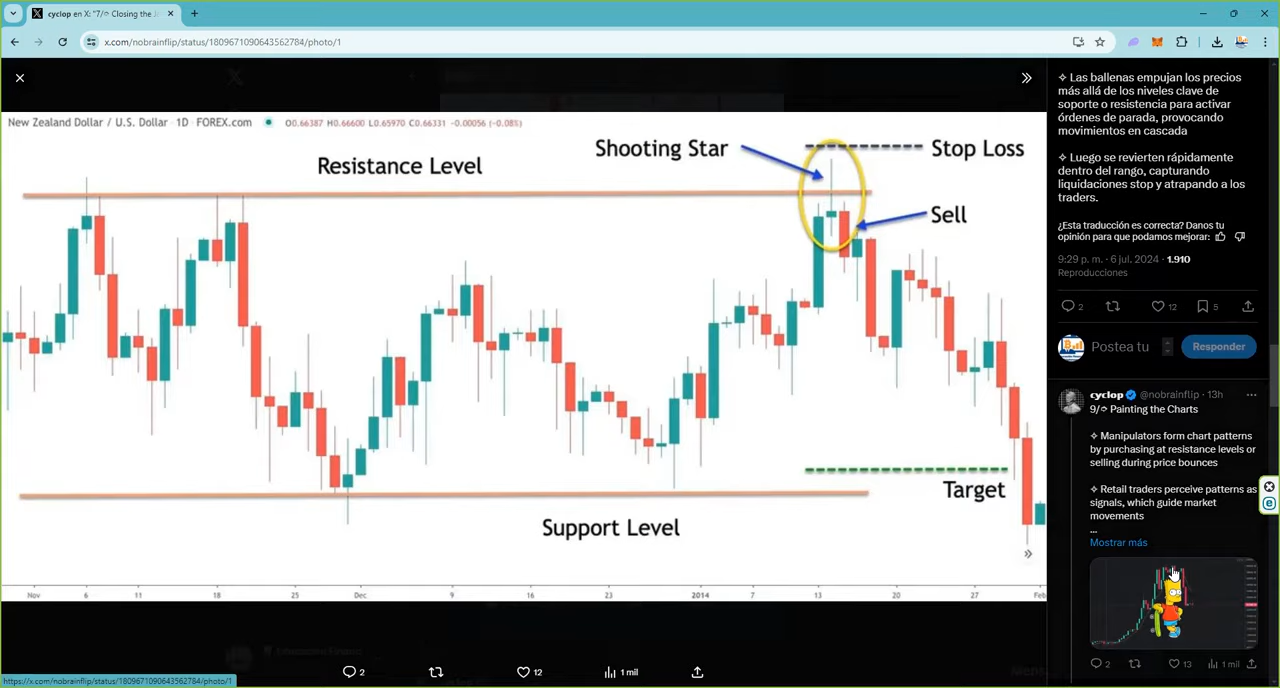 cyclop en X: "7/ Closing the
x.com/nobrainflip/status/1809671090643562784/photo/1
New Zealand Dollar / U.S. Dollar · 1D · FOREX.com O0.66387 H0.66600 L0.65970 C0.66331 -0.00056 (-0.08%)
Shooting Star
Stop Loss
Resistance Level
Sell
Target
Support Level
Nov 6 11 18 25 Dec 6 11 16 23 2014 7 13 20 27 Feb
2 12 1 mil
✧ Las ballenas empujan los precios
más allá de los niveles clave de
soporte o resistencia para activar
órdenes de parada, provocando
movimientos en cascada
✧ Luego se revierten rápidamente
dentro del rango, capturando
liquidaciones stop y atrapando a los
traders.
¿Esta traducción es correcta? Danos tu
opinión para que podamos mejorar:
9:29 p. m. · 6 jul. 2024 · 1.910
Reproducciones
2 12 5
Postea tu
Responder
cyclop @nobrainflip · 13h
9/ Painting the Charts
✧ Manipulators form chart patterns
by purchasing at resistance levels or
selling during price bounces
✧ Retail traders perceive patterns as
signals, which guide market
movements
...
Mostrar más
2 13 1 mil
https://x.com/nobrainflip/status/1809671090643562784/photo/1